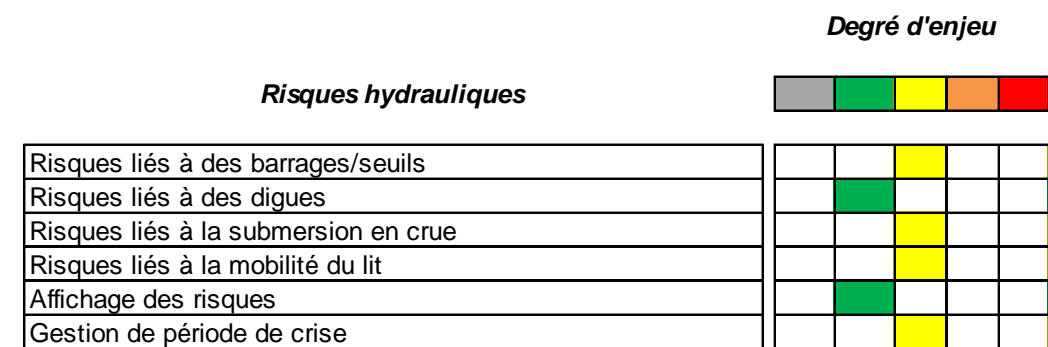 Degré d'enjeu
Risques hydrauliques
Risques liés à des barrages/seuils
Risques liés à des digues
Risques liés à la submersion en crue
Risques liés à la mobilité du lit
Affichage des risques
Gestion de période de crise